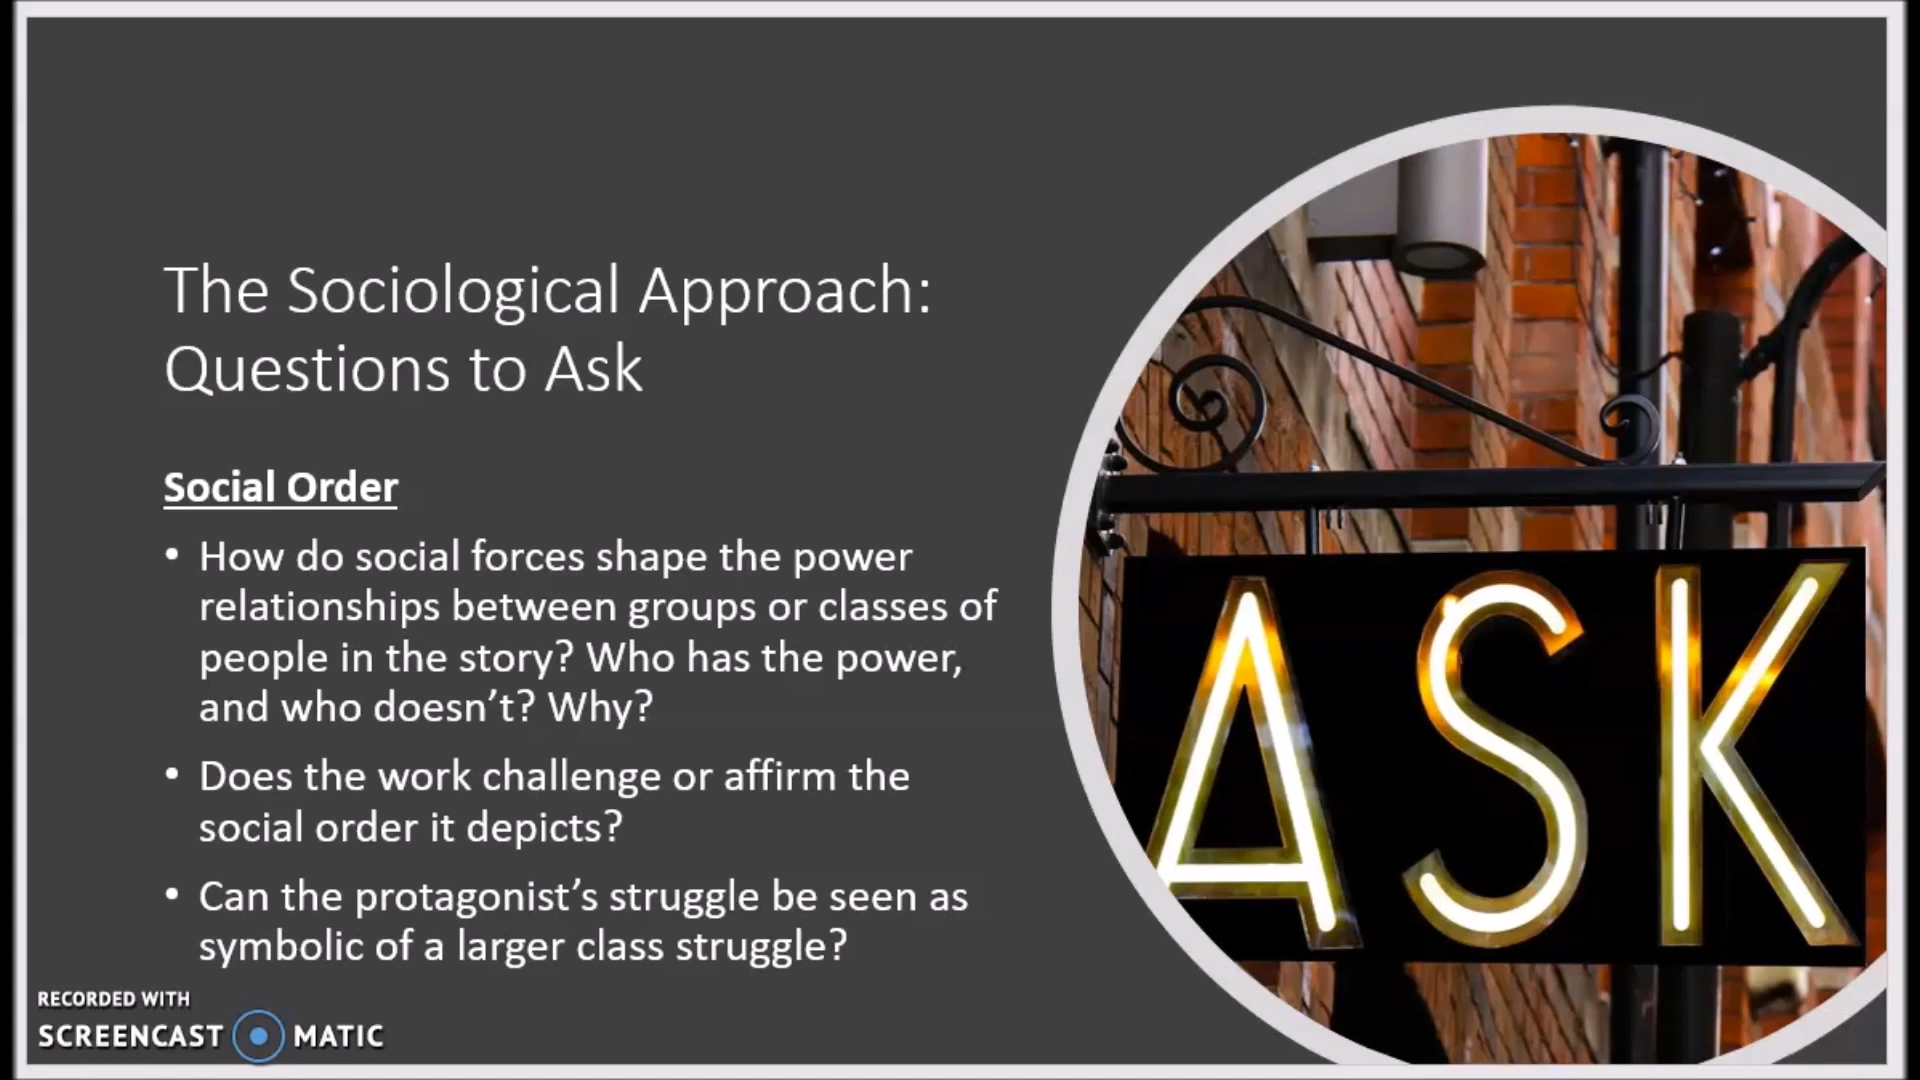 The Sociological Approach:
Questions to Ask
Social Order
• How do social forces shape the power
relationships between groups or classes of
people in the story? Who has the power,
and who doesn’t? Why?
• Does the work challenge or affirm the
social order it depicts?
• Can the protagonist’s struggle be seen as
symbolic of a larger class struggle?
RECORDED WITH
SCREENCAST MATIC
ASK